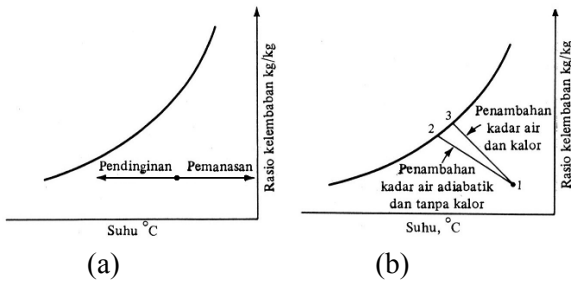 Pendinginan Pemanasan
Rasio kelembaban kg/kg
Suhu °C
(a)
3
2
Penambahan
kadar air
dan kalor
1
Penambahan
kadar air adiabatik
dan tanpa kalor
Rasio kelembaban kg/kg
Suhu, °C
(b)